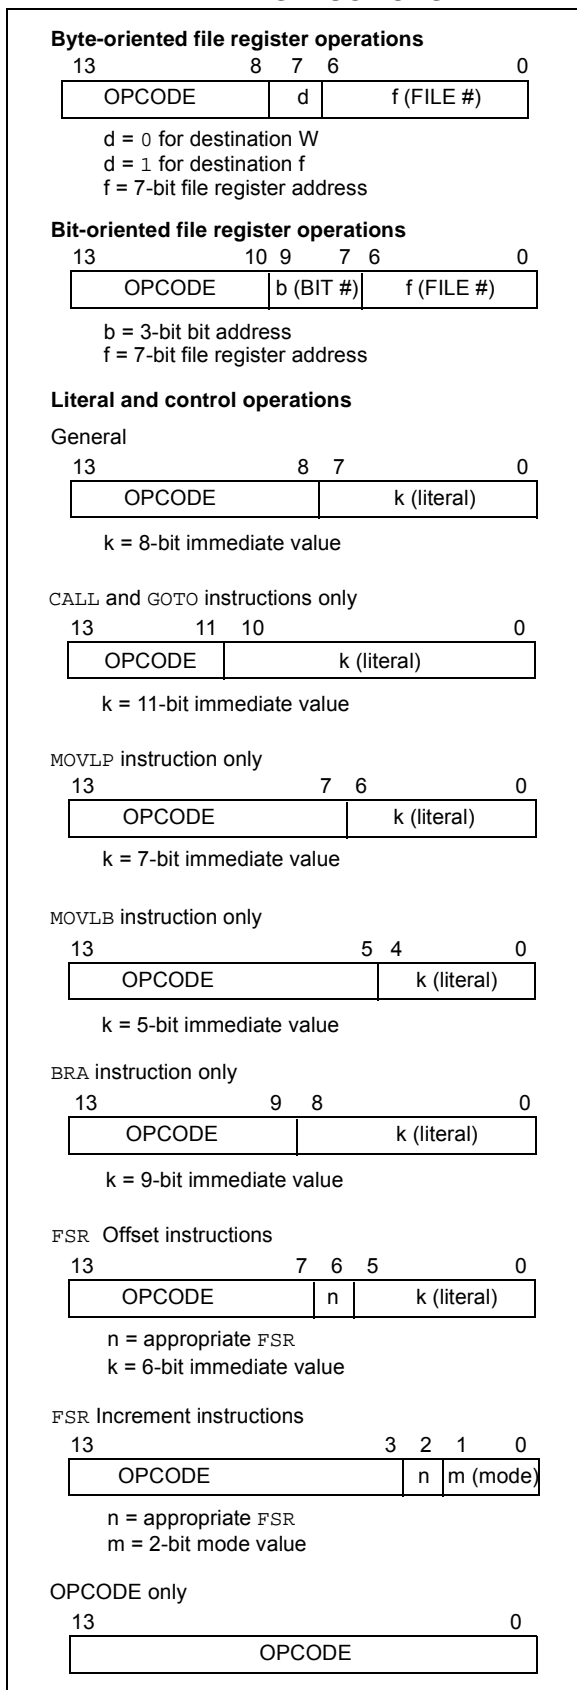 Byte-oriented file register operations
13 8 7 6 0
OPCODE d f (FILE #)
d = 0 for destination W
d = 1 for destination f
f = 7-bit file register address
Bit-oriented file register operations
13 10 9 7 6 0
OPCODE b (BIT #) f (FILE #)
b = 3-bit bit address
f = 7-bit file register address
Literal and control operations
General
13 8 7 0
OPCODE k (literal)
k = 8-bit immediate value
CALL and GOTO instructions only
13 11 10 0
OPCODE k (literal)
k = 11-bit immediate value
MOVLP instruction only
13 7 6 0
OPCODE k (literal)
k = 7-bit immediate value
MOVLB instruction only
13 5 4 0
OPCODE k (literal)
k = 5-bit immediate value
BRA instruction only
13 9 8 0
OPCODE k (literal)
k = 9-bit immediate value
FSR Offset instructions
13 7 6 5 0
OPCODE n k (literal)
n = appropriate FSR
k = 6-bit immediate value
FSR Increment instructions
13 3 2 1 0
OPCODE n m (mode)
n = appropriate FSR
m = 2-bit mode value
OPCODE only
13 0
OPCODE